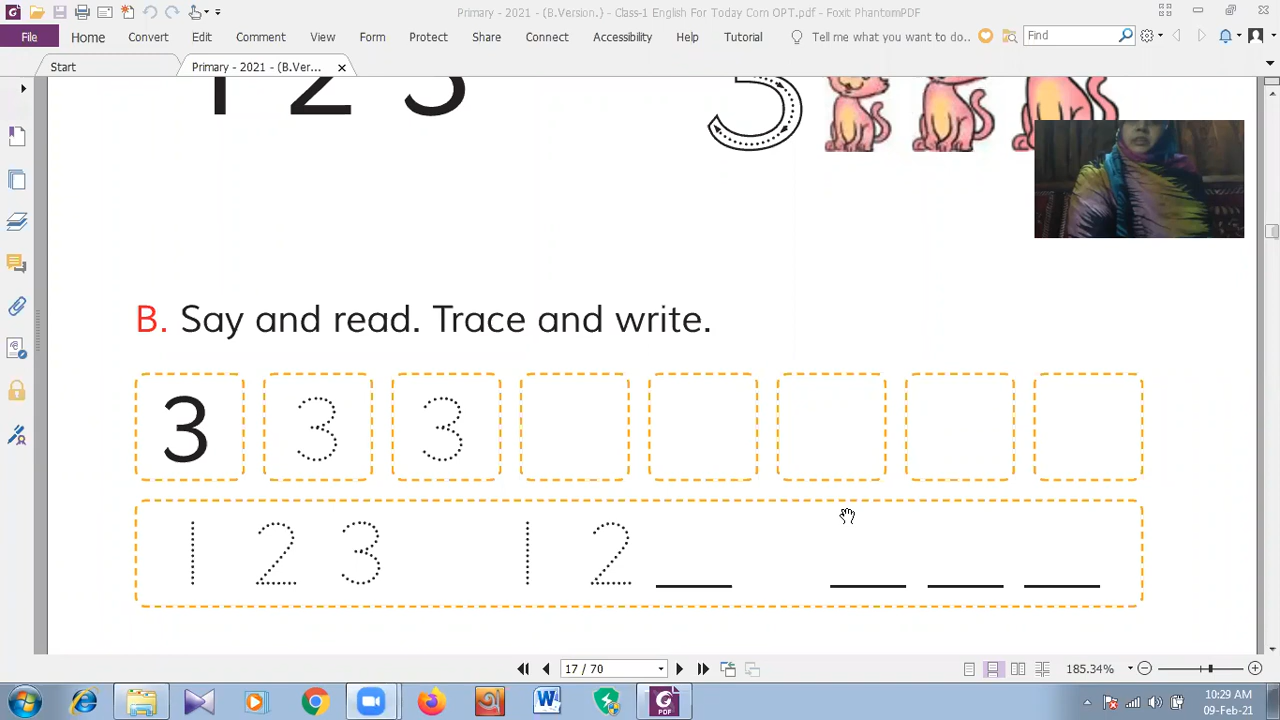 Primary - 2021 - (B.Version.) - Class-1 English For Today Com OPT.pdf - Foxit PhantomPDF
File Home Convert Edit Organize Comment View Form Protect Share Connect Accessibility Help Tutorial Tell me what you want to do.. Find
Start Primary - 2021 - (B.Ver...
1 2 3 3
B. Say and read. Trace and write.
3 3 3
1 2 3 1 2
17 / 70 185.34%
10:29 AM
09-Feb-21